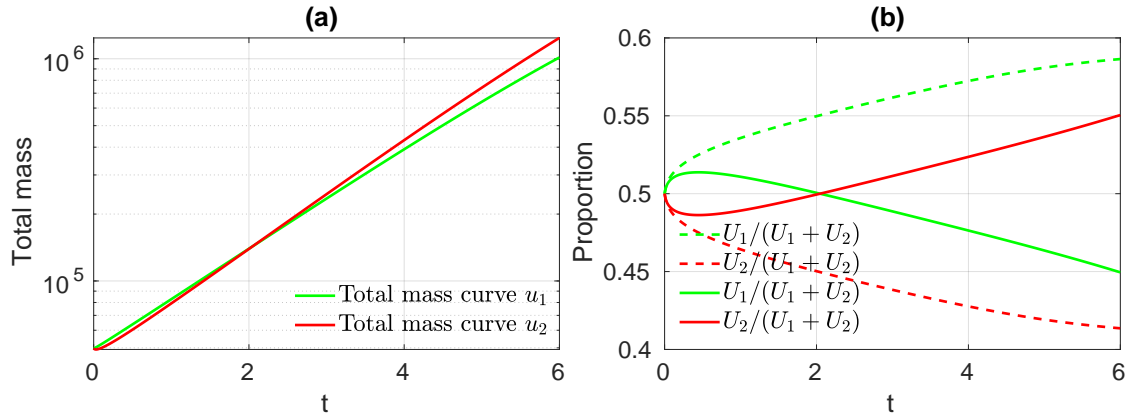 (a)
Total mass
10^6
10^5
Total mass curve u_1
Total mass curve u_2
0 2 4 6
t
(b)
Proportion
0.6
0.55
0.5
0.45
0.4
U_1/(U_1 + U_2)
U_2/(U_1 + U_2)
U_1/(U_1 + U_2)
U_2/(U_1 + U_2)
0 2 4 6
t